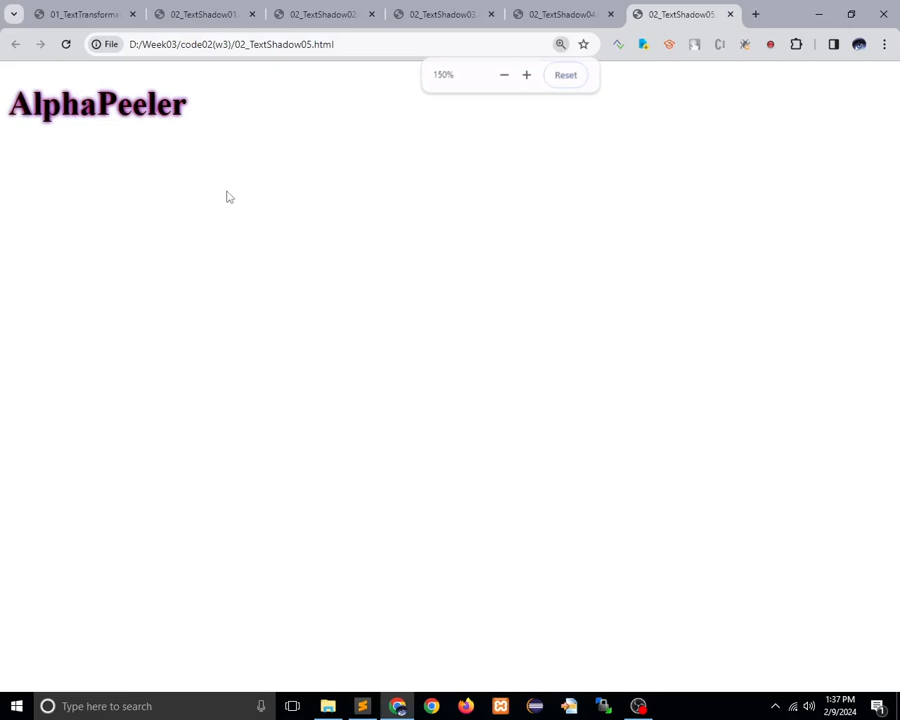 01_TextTransform
02_TextShadow01.
02_TextShadow02
02_TextShadow03.
02_TextShadow04
02_TextShadow05.
File
D:/Week03/code02(w3)/02_TextShadow05.html
150%
Reset
AlphaPeeler
Type here to search
1:37 PM
2/9/2024
1